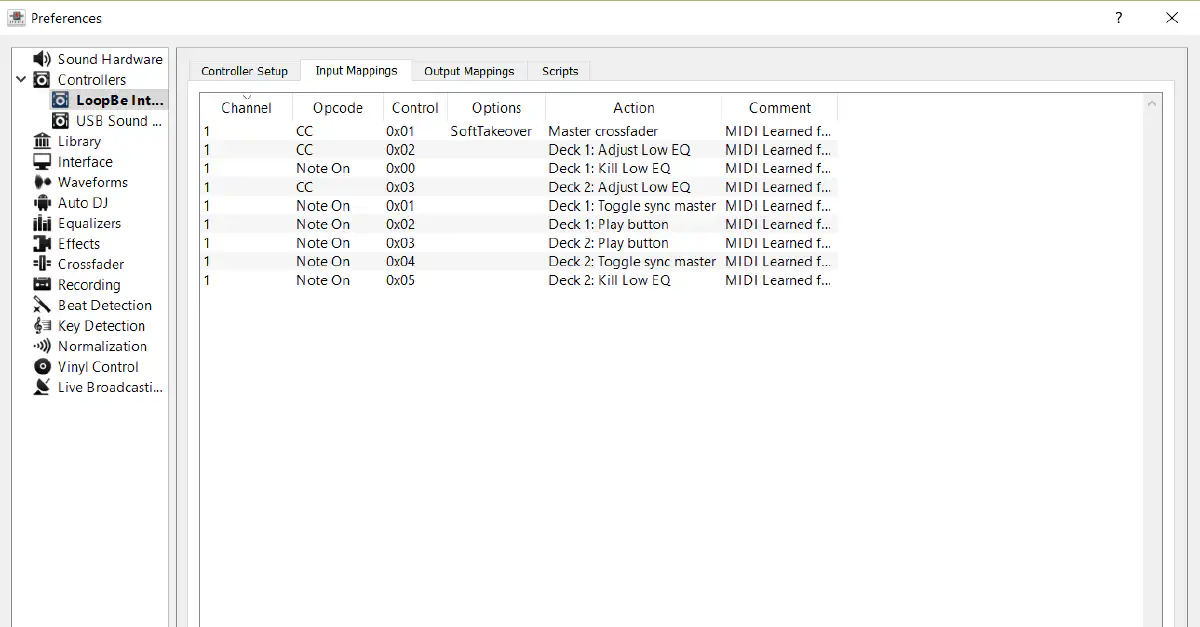 Preferences
?
Sound Hardware
Controllers
LoopBe Int...
USB Sound ...
Library
Interface
Waveforms
Auto DJ
Equalizers
Effects
Crossfader
Recording
Beat Detection
Key Detection
Normalization
Vinyl Control
Live Broadcasti...
Controller Setup Input Mappings Output Mappings Scripts
Channel Opcode Control Options Action Comment
1 CC 0x01 SoftTakeover Master crossfader MIDI Learned f...
1 CC 0x02 Deck 1: Adjust Low EQ MIDI Learned f...
1 Note On 0x00 Deck 1: Kill Low EQ MIDI Learned f...
1 CC 0x03 Deck 2: Adjust Low EQ MIDI Learned f...
1 Note On 0x01 Deck 1: Toggle sync master MIDI Learned f...
1 Note On 0x02 Deck 1: Play button MIDI Learned f...
1 Note On 0x03 Deck 2: Play button MIDI Learned f...
1 Note On 0x04 Deck 2: Toggle sync master MIDI Learned f...
1 Note On 0x05 Deck 2: Kill Low EQ MIDI Learned f...